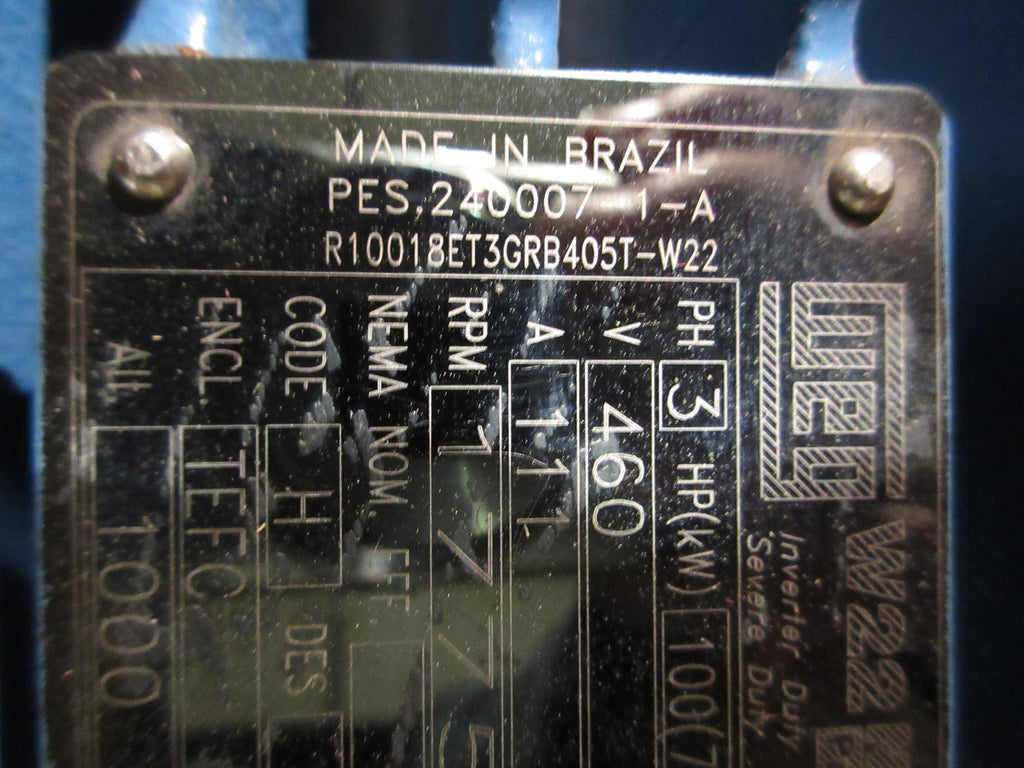 MADE IN BRAZIL
PES.240007-1-A
R10018ET3GRB405T-W22
WEG W22
Inverter Duty
Severe Duty
PH 3 HP(kW) 100(7
V 460
A 111
RPM 1775
NEMA NOM. EFF
CODE H DES
ENCL. TEFC
Alt 1000